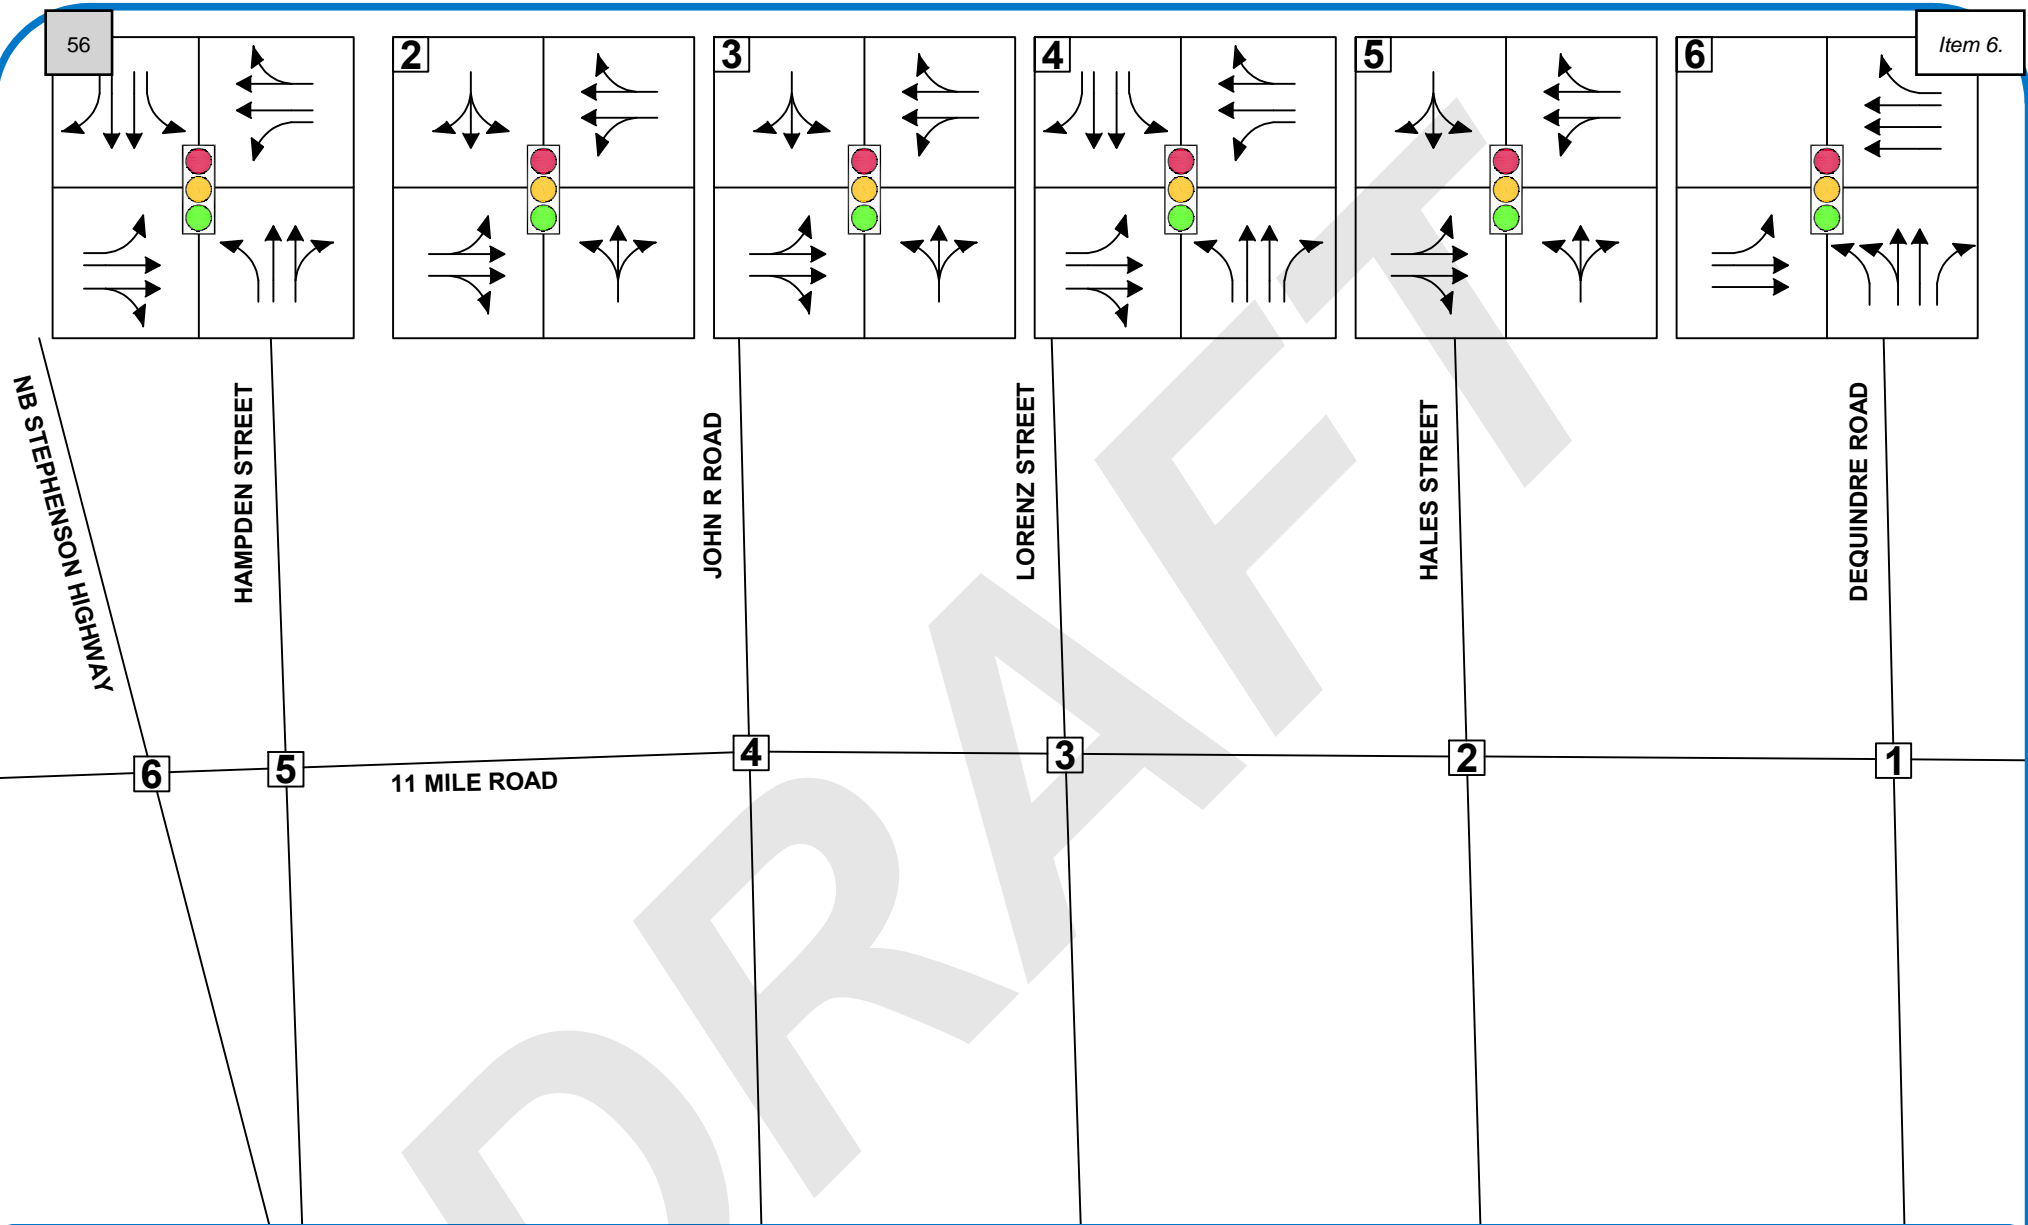 56
Item 6.
2
3
4
5
6
NB STEPHENSON HIGHWAY
HAMPDEN STREET
JOHN R ROAD
LORENZ STREET
HALES STREET
DEQUINDRE ROAD
6
5
4
3
2
1
11 MILE ROAD
DRAFT